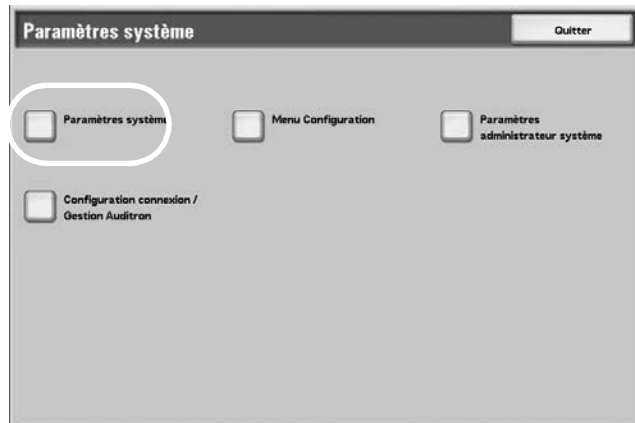 Paramètres système
Quitter
Paramètres système
Menu Configuration
Paramètres
administrateur système
Configuration connexion /
Gestion Auditron